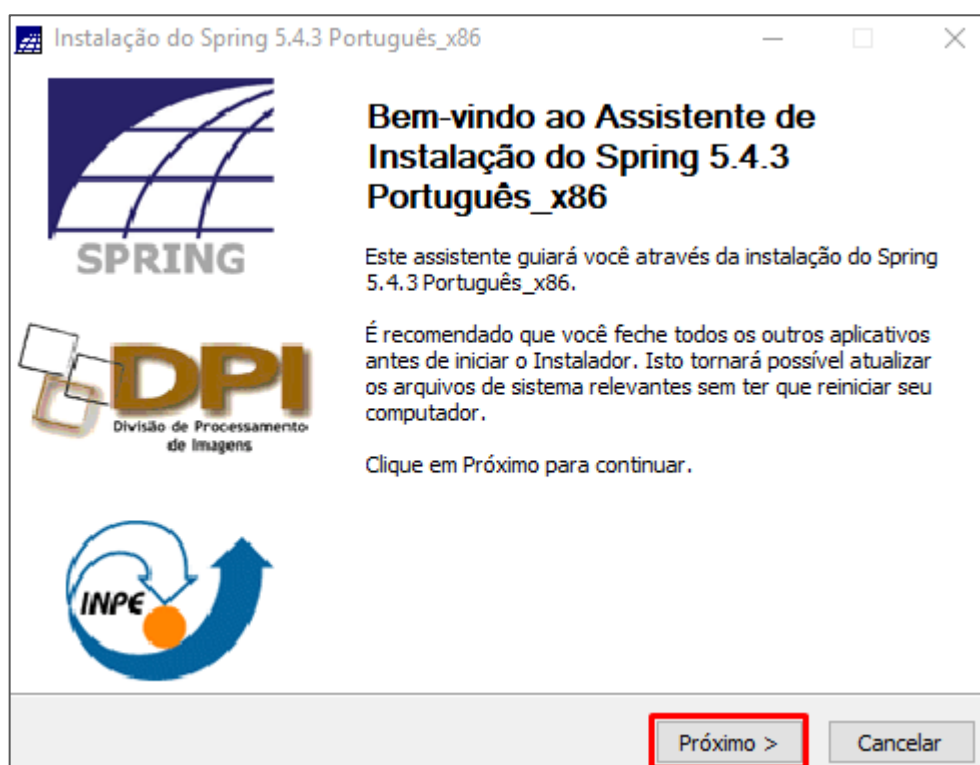 Instalação do Spring 5.4.3 Português_x86
SPRING
DPI
Divisão de Processamento
de Imagens
INPE
Bem-vindo ao Assistente de
Instalação do Spring 5.4.3
Português_x86
Este assistente guiará você através da instalação do Spring
5.4.3 Português_x86.
É recomendado que você feche todos os outros aplicativos
antes de iniciar o Instalador. Isto tornará possível atualizar
os arquivos de sistema relevantes sem ter que reiniciar seu
computador.
Clique em Próximo para continuar.
Próximo >
Cancelar